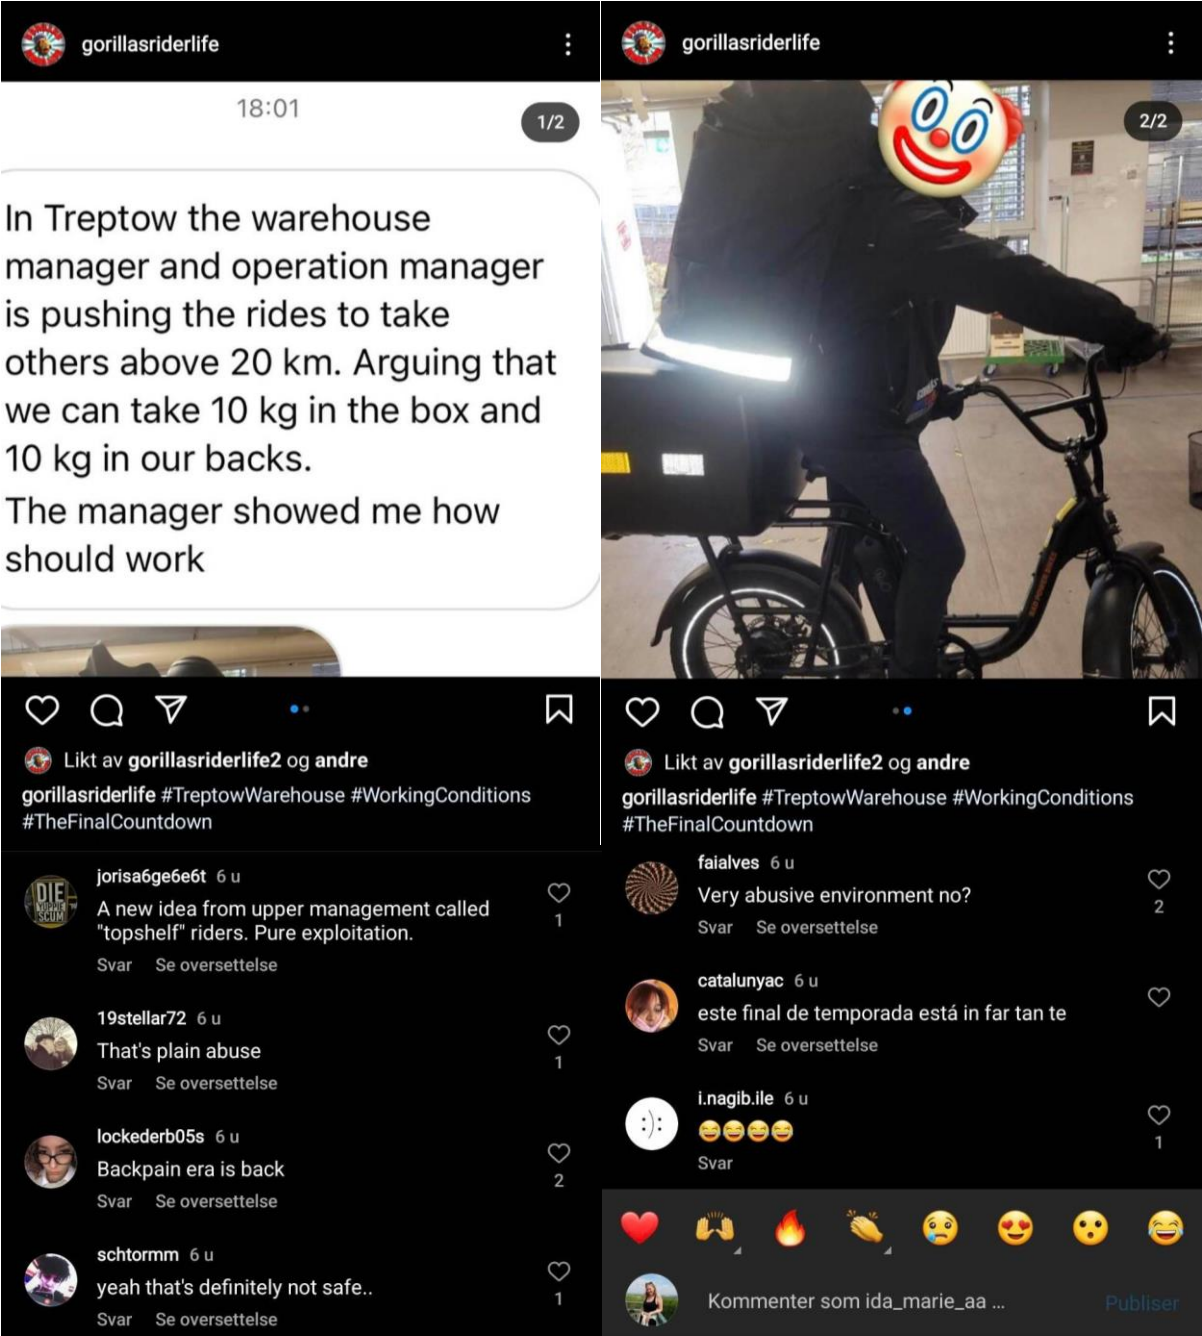 gorillasriderlife
18:01
1/2
In Treptow the warehouse
manager and operation manager
is pushing the rides to take
others above 20 km. Arguing that
we can take 10 kg in the box and
10 kg in our backs.
The manager showed me how
should work
Likt av gorillasriderlife2 og andre
gorillasriderlife #TreptowWarehouse #WorkingConditions
#TheFinalCountdown
DIE
YUPPIE
SCUM
jorisa6ge6e6t 6 u
A new idea from upper management called
"topshelf" riders. Pure exploitation.
Svar Se oversettelse
1
19stellar72 6 u
That's plain abuse
Svar Se oversettelse
1
lockederb05s 6 u
Backpain era is back
Svar Se oversettelse
2
schtormm 6 u
yeah that's definitely not safe..
Svar Se oversettelse
1
gorillasriderlife
2/2
RAD POWER BIKES
Likt av gorillasriderlife2 og andre
gorillasriderlife #TreptowWarehouse #WorkingConditions
#TheFinalCountdown
faialves 6 u
Very abusive environment no?
Svar Se oversettelse
2
catalunyac 6 u
este final de temporada está in far tan te
Svar Se oversettelse
i.nagib.ile 6 u
😂😂😂😂
Svar
1
:):
Kommenter som ida_marie_aa ...
Publiser